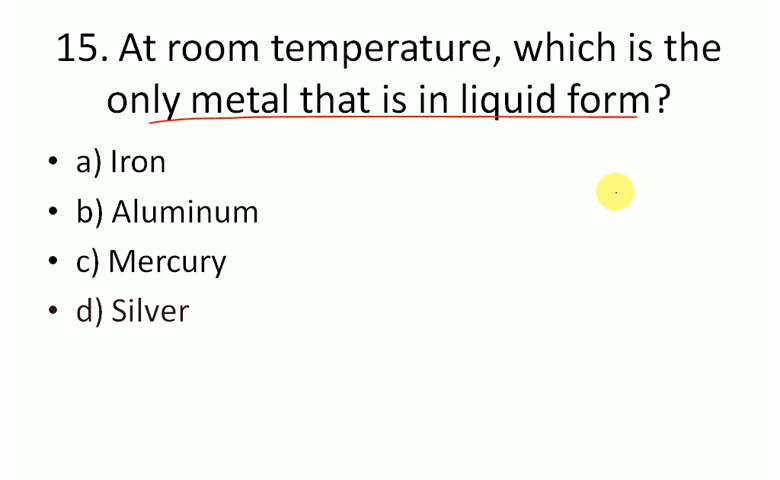 15. At room temperature, which is the
only metal that is in liquid form?
• a) Iron
• b) Aluminum
• c) Mercury
• d) Silver